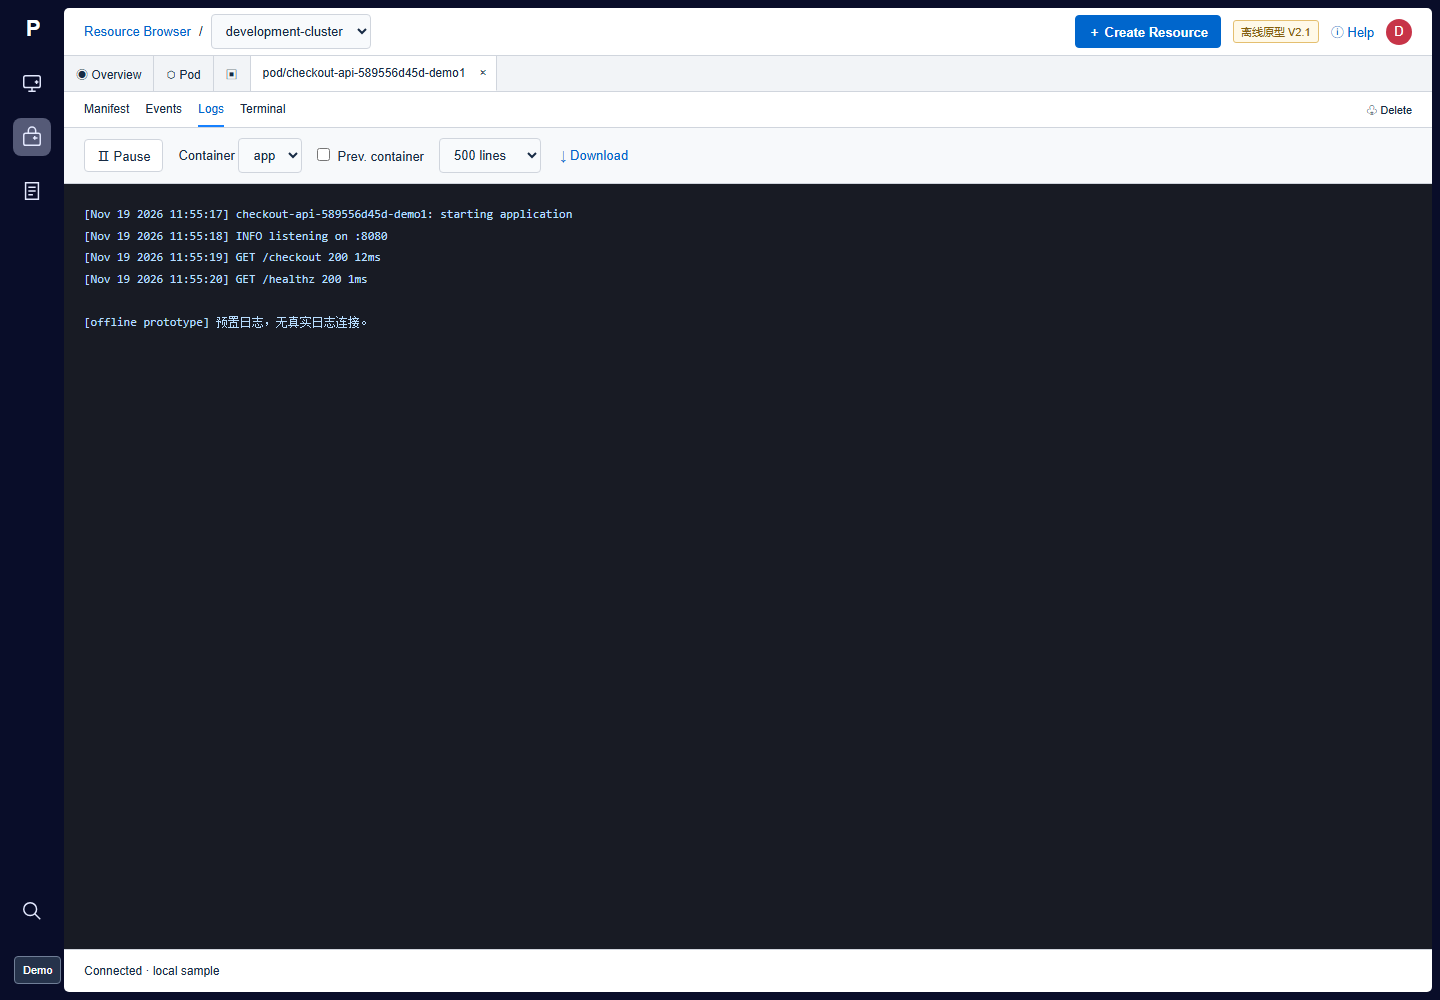 P
Resource Browser / development-cluster
+ Create Resource
离线原型 V2.1
Help
D
Overview
Pod
pod/checkout-api-589556d45d-demo1 ×
Manifest Events Logs Terminal
Delete
Pause
Container app
Prev. container
500 lines
↓ Download
[Nov 19 2026 11:55:17] checkout-api-589556d45d-demo1: starting application
[Nov 19 2026 11:55:18] INFO listening on :8080
[Nov 19 2026 11:55:19] GET /checkout 200 12ms
[Nov 19 2026 11:55:20] GET /healthz 200 1ms
[offline prototype] 预置日志，无真实日志连接。
Demo
Connected · local sample